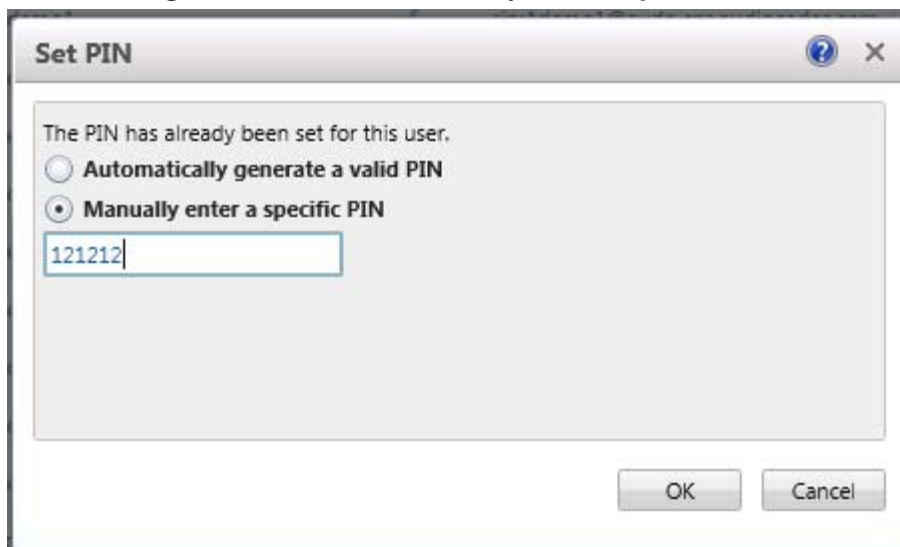 Set PIN
The PIN has already been set for this user.
Automatically generate a valid PIN
Manually enter a specific PIN
121212
OK Cancel